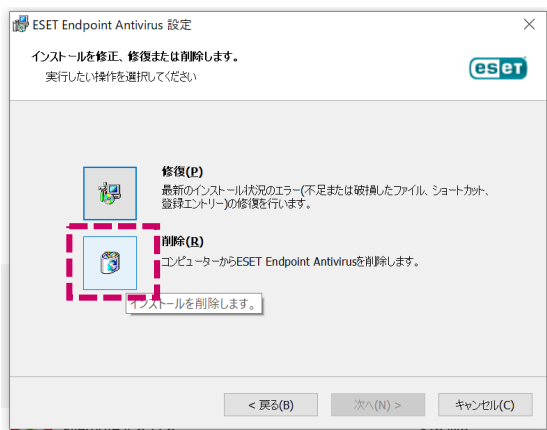 ESET Endpoint Antivirus 設定
インストールを修正、修復または削除します。
実行したい操作を選択してください
eseT
修復(P)
最新のインストール状況のエラー(不足または破損したファイル、ショートカット、
登録エントリー)の修復を行います。
削除(R)
コンピューターからESET Endpoint Antivirusを削除します。
インストールを削除します。
< 戻る(B)
次へ(N) >
キャンセル(C)